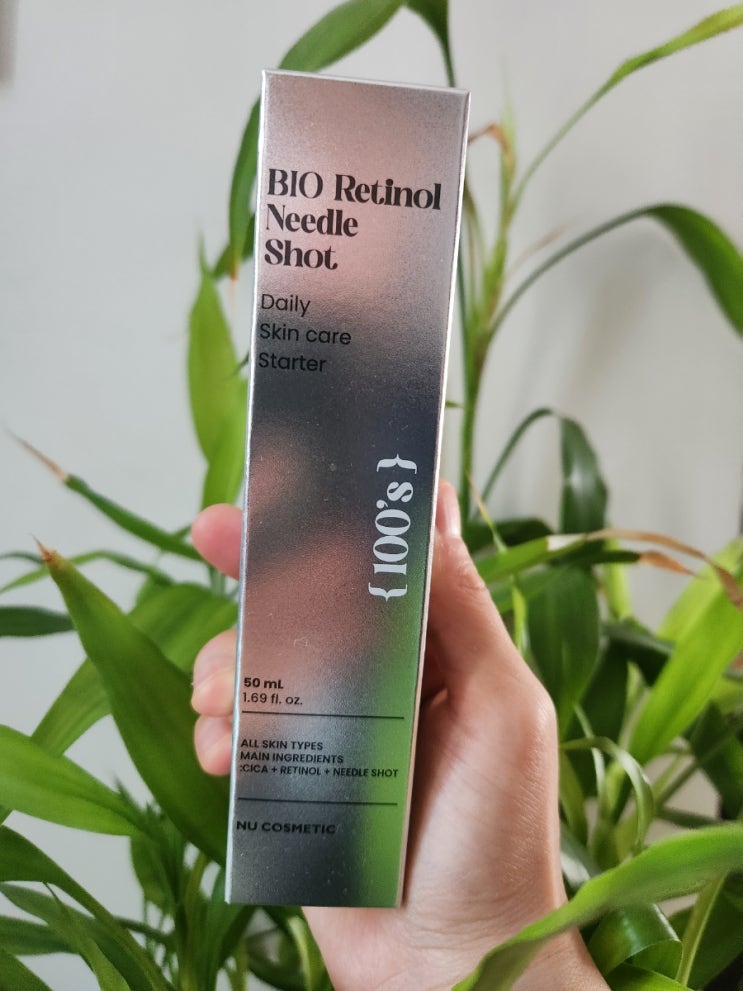 BIO Retinol
Needle
Shot
Daily
Skin care
Starter
{ 100's }
50 mL
1.69 fl. oz.
ALL SKIN TYPES
MAIN INGREDIENTS
:CICA + RETINOL + NEEDLE SHOT
NU COSMETIC